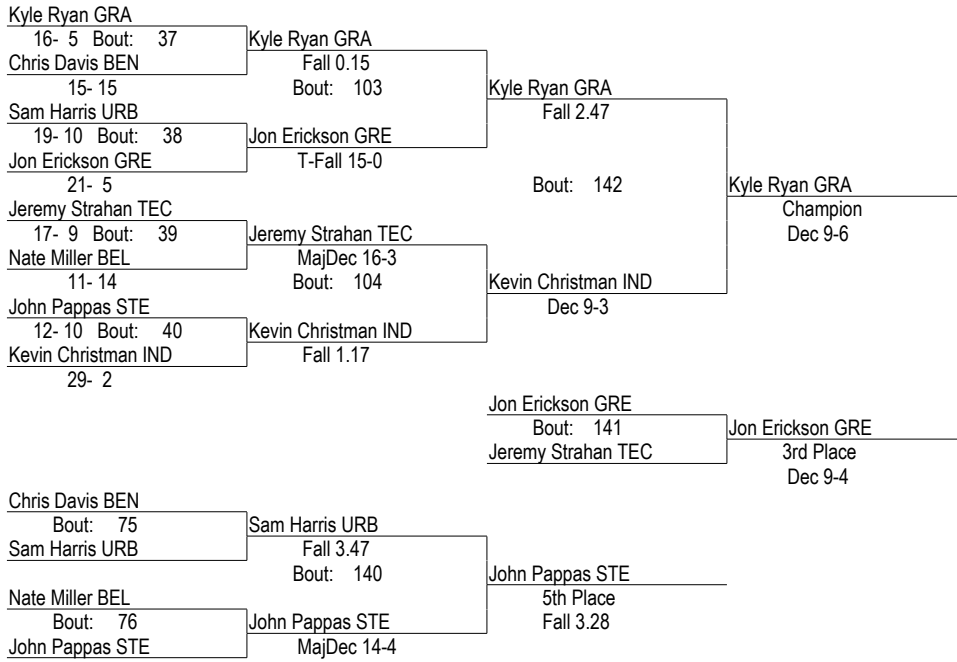 Kyle Ryan GRA
16- 5 Bout: 37
Kyle Ryan GRA
Chris Davis BEN
Fall 0.15
15- 15
Bout: 103
Kyle Ryan GRA
Sam Harris URB
Fall 2.47
19- 10 Bout: 38
Jon Erickson GRE
Jon Erickson GRE
T-Fall 15-0
21- 5
Bout: 142
Kyle Ryan GRA
Jeremy Strahan TEC
Champion
17- 9 Bout: 39
Jeremy Strahan TEC
Dec 9-6
Nate Miller BEL
MajDec 16-3
11- 14
Bout: 104
Kevin Christman IND
John Pappas STE
Dec 9-3
12- 10 Bout: 40
Kevin Christman IND
Kevin Christman IND
Fall 1.17
29- 2
Jon Erickson GRE
Bout: 141
Jon Erickson GRE
Jeremy Strahan TEC
3rd Place
Dec 9-4
Chris Davis BEN
Bout: 75
Sam Harris URB
Sam Harris URB
Fall 3.47
Bout: 140
John Pappas STE
Nate Miller BEL
5th Place
Bout: 76
John Pappas STE
Fall 3.28
John Pappas STE
MajDec 14-4